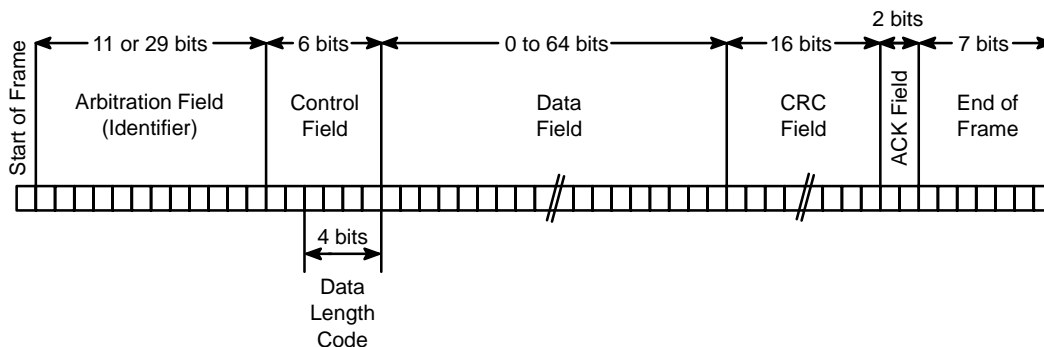 2 bits
11 or 29 bits
6 bits
0 to 64 bits
16 bits
7 bits
Start of Frame
Arbitration Field
(Identifier)
Control
Field
Data
Field
CRC
Field
ACK Field
End of
Frame
4 bits
Data
Length
Code